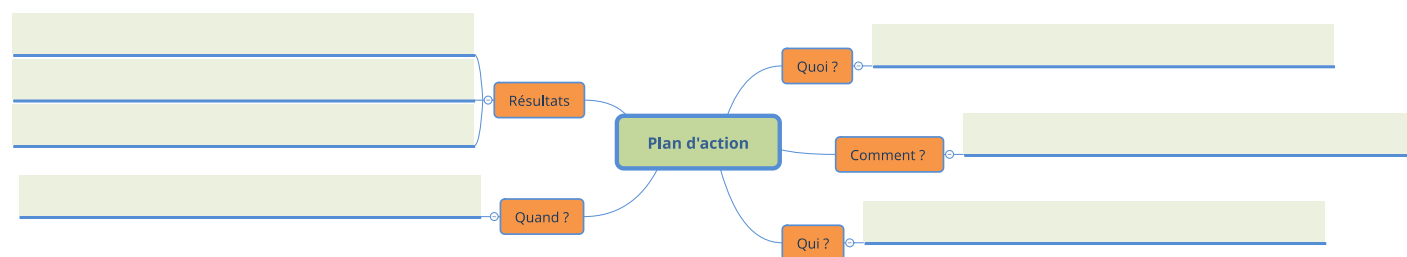 Plan d'action
Quoi ?
Comment ?
Qui ?
Résultats
Quand ?